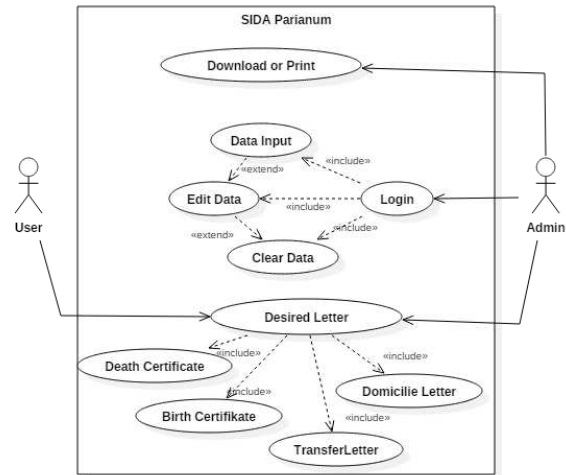 SIDA Parianum
Download or Print
Data Input
«include»
«extend»
Edit Data
«include»
Login
«extend»
«include»
Clear Data
User
Admin
Desired Letter
«include»
Death Certificate
«include»
Domicilie Letter
«include»
Birth Certifikate
«include»
TransferLetter